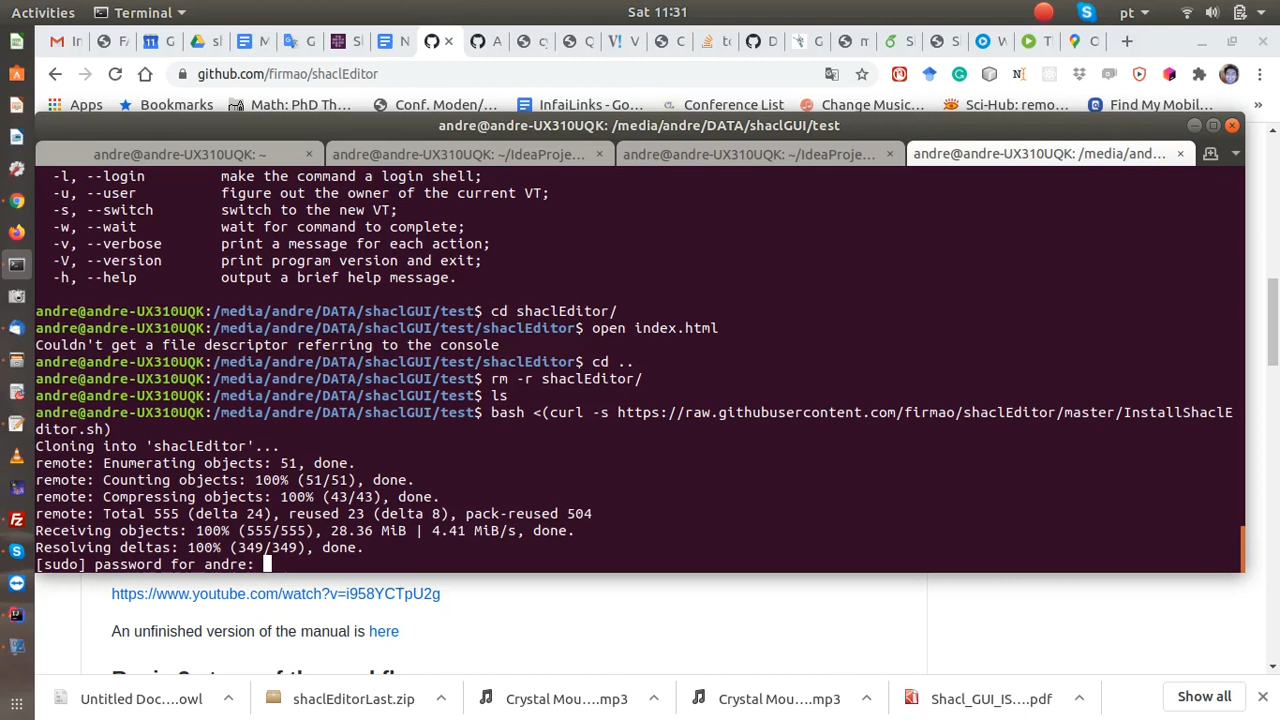 Activities Terminal Sat 11:31 pt
github.com/firmao/shaclEditor
Apps Bookmarks Math: PhD Th... Conf. Moden/... InfaiLinks - Go... Conference List Change Music... Sci-Hub: remo... Find My Mobil... »
andre@andre-UX310UQK: /media/andre/DATA/shaclGUI/test
andre@andre-UX310UQK: ~ andre@andre-UX310UQK: ~/IdeaProje... andre@andre-UX310UQK: ~/IdeaProje... andre@andre-UX310UQK: /media/and...
-l, --login make the command a login shell;
-u, --user figure out the owner of the current VT;
-s, --switch switch to the new VT;
-w, --wait wait for command to complete;
-v, --verbose print a message for each action;
-V, --version print program version and exit;
-h, --help output a brief help message.
andre@andre-UX310UQK:/media/andre/DATA/shaclGUI/test$ cd shaclEditor/
andre@andre-UX310UQK:/media/andre/DATA/shaclGUI/test/shaclEditor$ open index.html
Couldn't get a file descriptor referring to the console
andre@andre-UX310UQK:/media/andre/DATA/shaclGUI/test/shaclEditor$ cd ..
andre@andre-UX310UQK:/media/andre/DATA/shaclGUI/test$ rm -r shaclEditor/
andre@andre-UX310UQK:/media/andre/DATA/shaclGUI/test$ ls
andre@andre-UX310UQK:/media/andre/DATA/shaclGUI/test$ bash <(curl -s https://raw.githubusercontent.com/firmao/shaclEditor/master/InstallShaclE
ditor.sh)
Cloning into 'shaclEditor'...
remote: Enumerating objects: 51, done.
remote: Counting objects: 100% (51/51), done.
remote: Compressing objects: 100% (43/43), done.
remote: Total 555 (delta 24), reused 23 (delta 8), pack-reused 504
Receiving objects: 100% (555/555), 28.36 MiB | 4.41 MiB/s, done.
Resolving deltas: 100% (349/349), done.
[sudo] password for andre:
https://www.youtube.com/watch?v=i958YCTpU2g
An unfinished version of the manual is here
Untitled Doc....owl shaclEditorLast.zip Crystal Mou....mp3 Crystal Mou....mp3 Shacl_GUI_IS....pdf Show all